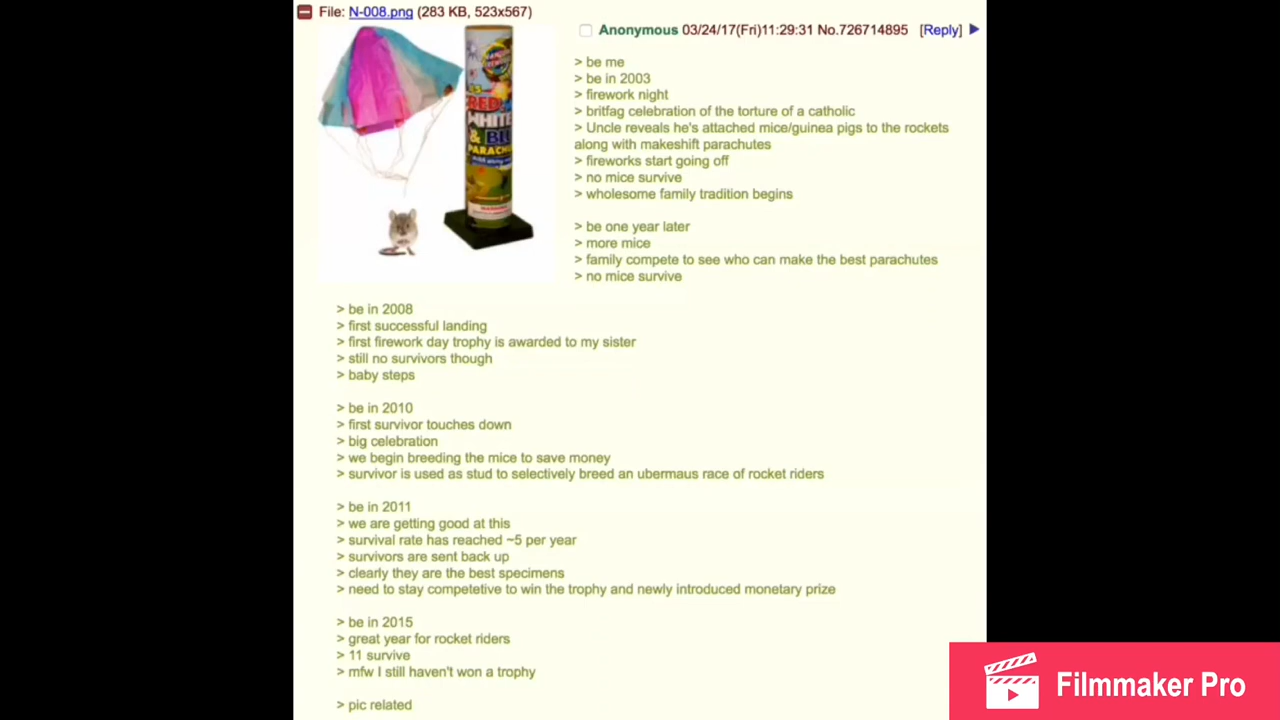 File: N-008.png (283 KB, 523x567)
Anonymous 03/24/17(Fri)11:29:31 No.726714895 [Reply] ▶
> be me
> be in 2003
> firework night
> britfag celebration of the torture of a catholic
> Uncle reveals he's attached mice/guinea pigs to the rockets
along with makeshift parachutes
> fireworks start going off
> no mice survive
> wholesome family tradition begins
> be one year later
> more mice
> family compete to see who can make the best parachutes
> no mice survive
RED
WHITE
& BLU
PARACHU
> be in 2008
> first successful landing
> first firework day trophy is awarded to my sister
> still no survivors though
> baby steps
> be in 2010
> first survivor touches down
> big celebration
> we begin breeding the mice to save money
> survivor is used as stud to selectively breed an ubermaus race of rocket riders
> be in 2011
> we are getting good at this
> survival rate has reached ~5 per year
> survivors are sent back up
> clearly they are the best specimens
> need to stay competetive to win the trophy and newly introduced monetary prize
> be in 2015
> great year for rocket riders
> 11 survive
> mfw I still haven't won a trophy
> pic related
Filmmaker Pro